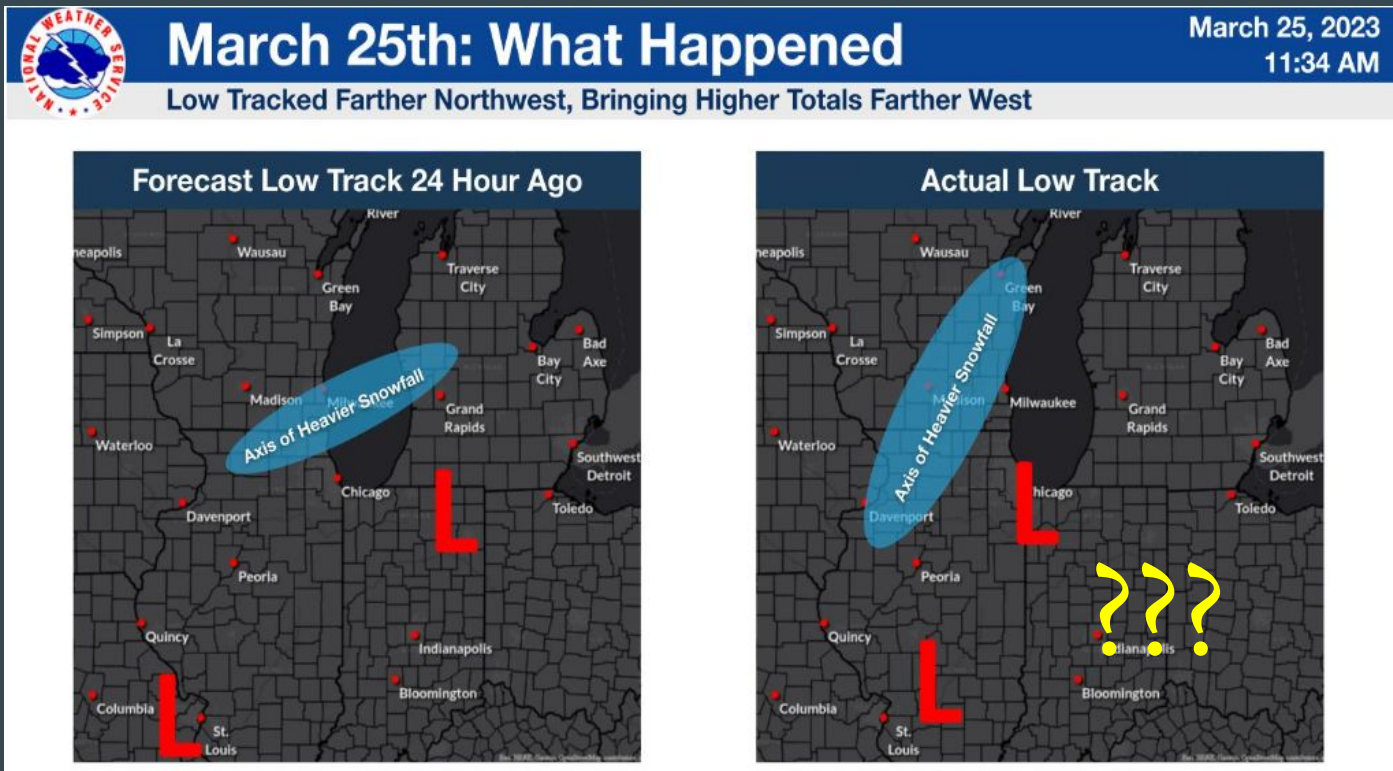 NATIONAL WEATHER SERVICE
March 25th: What Happened
March 25, 2023
11:34 AM
Low Tracked Farther Northwest, Bringing Higher Totals Farther West
Forecast Low Track 24 Hour Ago
River
neapolis
Wausau
Traverse
City
Green
Bay
Simpson
La
Crosse
Bad
Axe
Bay
City
Madison
Milwaukee
Axis of Heavier Snowfall
Grand
Rapids
Waterloo
Southwest
Detroit
Chicago
L
Toledo
Davenport
Peoria
Quincy
Indianapolis
Bloomington
Columbia
L
St.
Louis
Actual Low Track
River
neapolis
Wausau
Traverse
City
Green
Bay
Simpson
La
Crosse
Bad
Axe
Bay
City
Madison
Axis of Heavier Snowfall
Milwaukee
Grand
Rapids
Waterloo
Southwest
Detroit
L
hicago
Toledo
Davenport
Peoria
???
Quincy
dianapolis
L
Bloomington
Columbia
St.
Louis